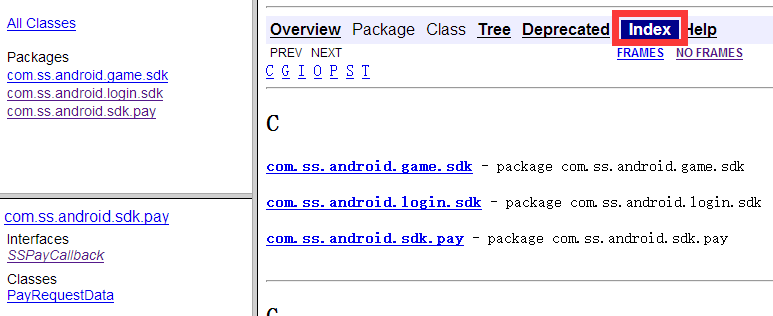 All Classes
Packages
com.ss.android.game.sdk
com.ss.android.login.sdk
com.ss.android.sdk.pay
com.ss.android.sdk.pay
Interfaces
SSPayCallback
Classes
PayRequestData
Overview Package Class Tree Deprecated Index Help
PREV NEXT FRAMES NO FRAMES
C G I O P S T
C
com.ss.android.game.sdk - package com.ss.android.game.sdk
com.ss.android.login.sdk - package com.ss.android.login.sdk
com.ss.android.sdk.pay - package com.ss.android.sdk.pay